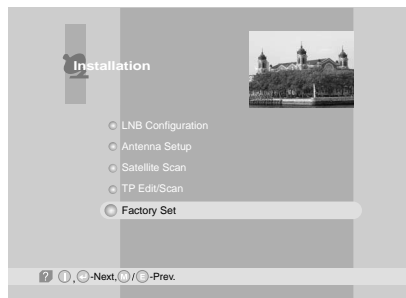 Installation
LNB Configuration
Antenna Setup
Satellite Scan
TP Edit/Scan
Factory Set
? , -Next, M / E -Prev.